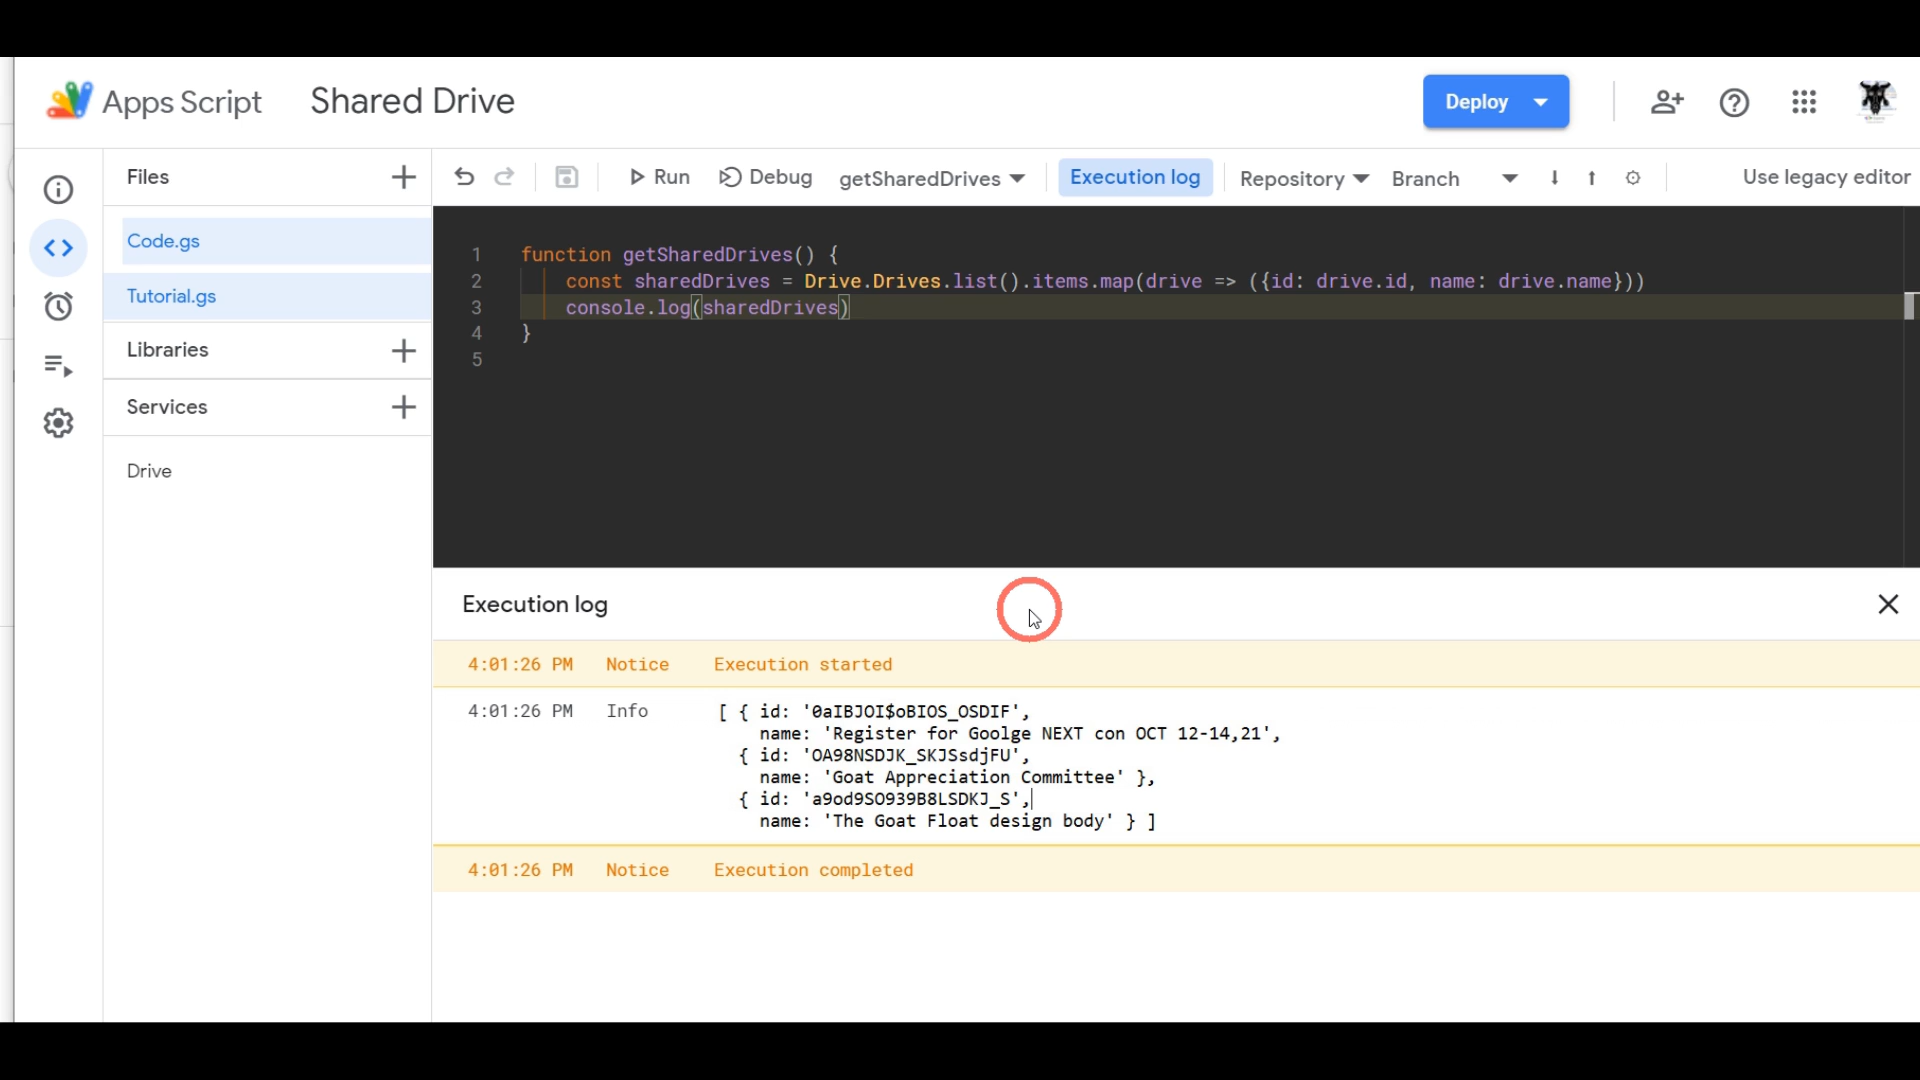 Apps Script Shared Drive Deploy
Files Run Debug getSharedDrives Execution log Repository Branch Use legacy editor
Code.gs
Tutorial.gs
Libraries
Services
Drive
1 function getSharedDrives() {
2 const sharedDrives = Drive.Drives.list().items.map(drive => ({id: drive.id, name: drive.name}))
3 console.log(sharedDrives)
4 }
5
Execution log
4:01:26 PM Notice Execution started
4:01:26 PM Info [ { id: '0aIBJOI$oBIOS_OSDIF',
name: 'Register for Goolge NEXT con OCT 12-14,21',
{ id: 'OA98NSDJK_SKJSsdjFU',
name: 'Goat Appreciation Committee' },
{ id: 'a9od9SO939B8LSDKJ_S',
name: 'The Goat Float design body' } ]
4:01:26 PM Notice Execution completed